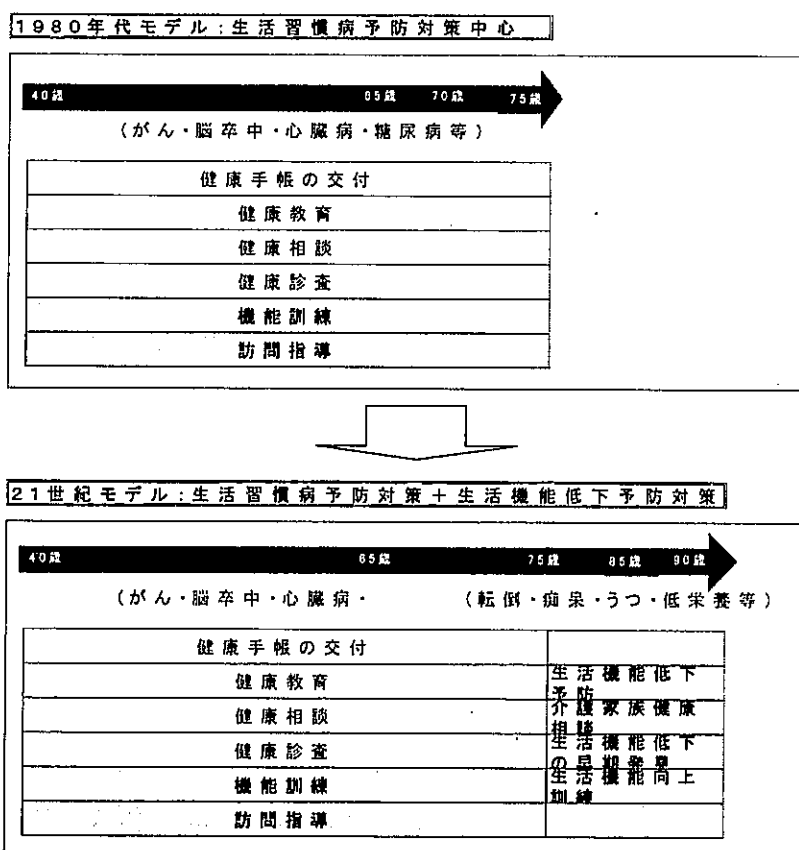 1980年代モデル:生活習慣病予防対策中心
40歳 65歳 70歳 75歳
(がん・脳卒中・心臓病・糖尿病等)
健康手帳の交付
健康教育
健康相談
健康診査
機能訓練
訪問指導
21世紀モデル:生活習慣病予防対策+生活機能低下予防対策
40歳 65歳 75歳 85歳 90歳
(がん・脳卒中・心臓病・ (転倒・痴呆・うつ・低栄養等)
健康手帳の交付
健康教育
生活機能低下
予防
健康相談
介護家族健康
相談
健康診査
生活機能低下
の早期発見
機能訓練
生活機能向上
訓練
訪問指導